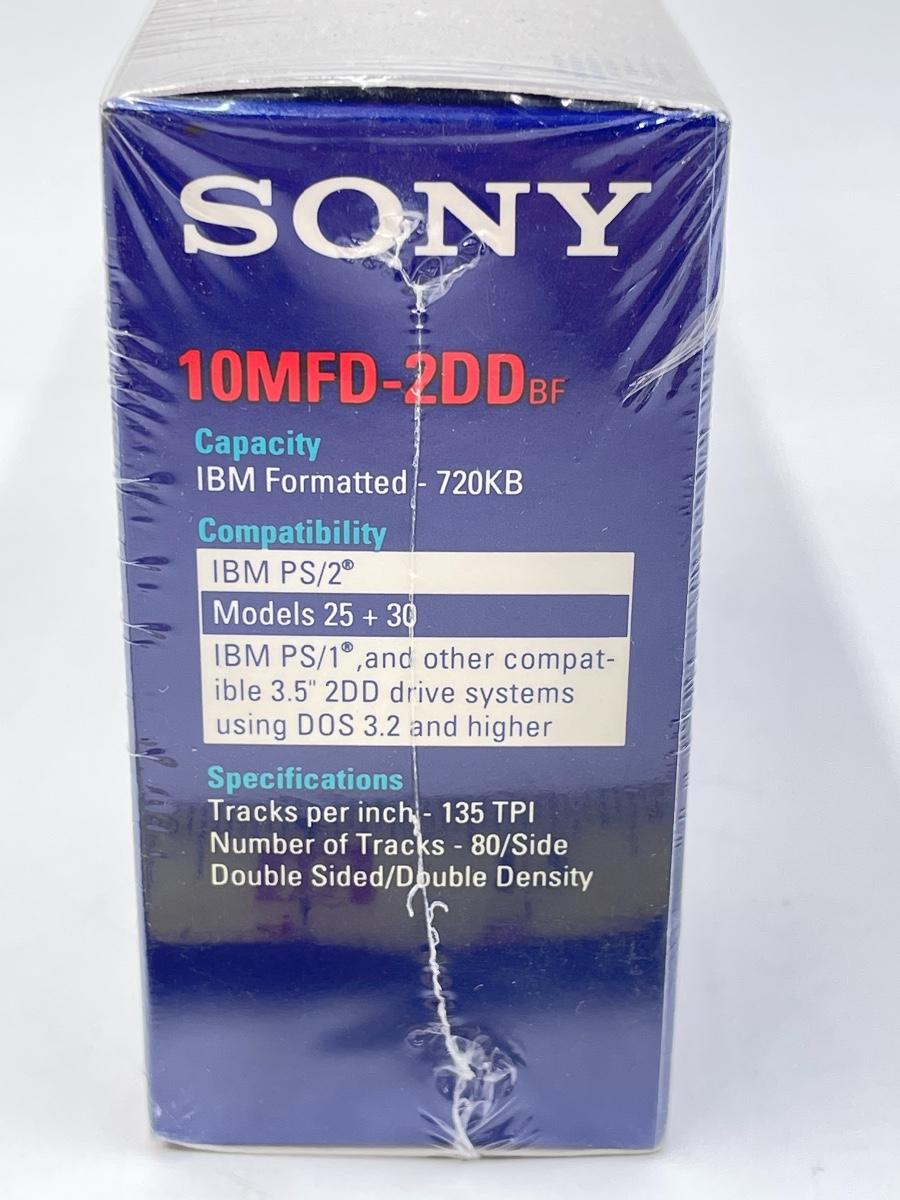 SONY
10MFD-2DD BF
Capacity
IBM Formatted - 720KB
Compatibility
IBM PS/2®
Models 25 + 30
IBM PS/1®,and other compat-
ible 3.5" 2DD drive systems
using DOS 3.2 and higher
Specifications
Tracks per inch - 135 TPI
Number of Tracks - 80/Side
Double Sided/Double Density